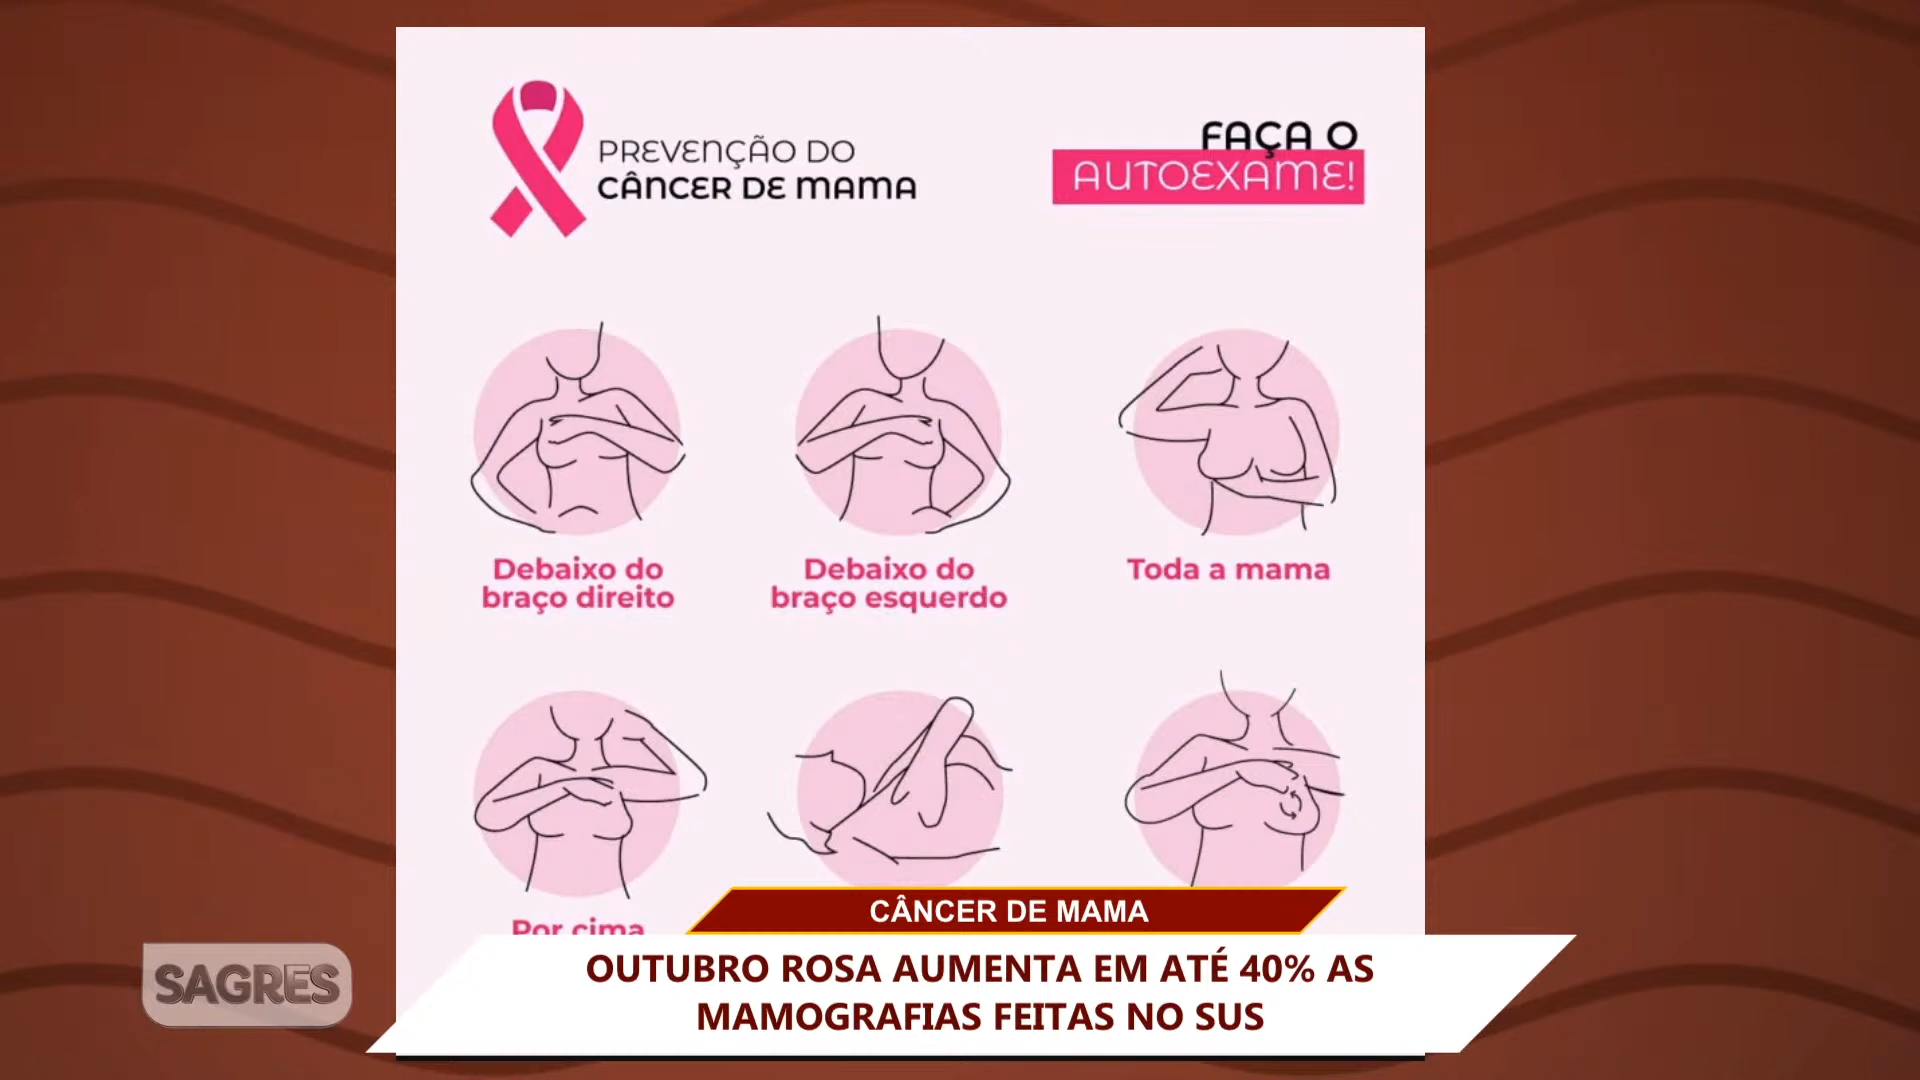 PREVENÇÃO DO
CÂNCER DE MAMA
FAÇA O
AUTOEXAME!
Debaixo do
braço direito
Debaixo do
braço esquerdo
Toda a mama
Por cima
CÂNCER DE MAMA
OUTUBRO ROSA AUMENTA EM ATÉ 40% AS
MAMOGRAFIAS FEITAS NO SUS
SAGRES